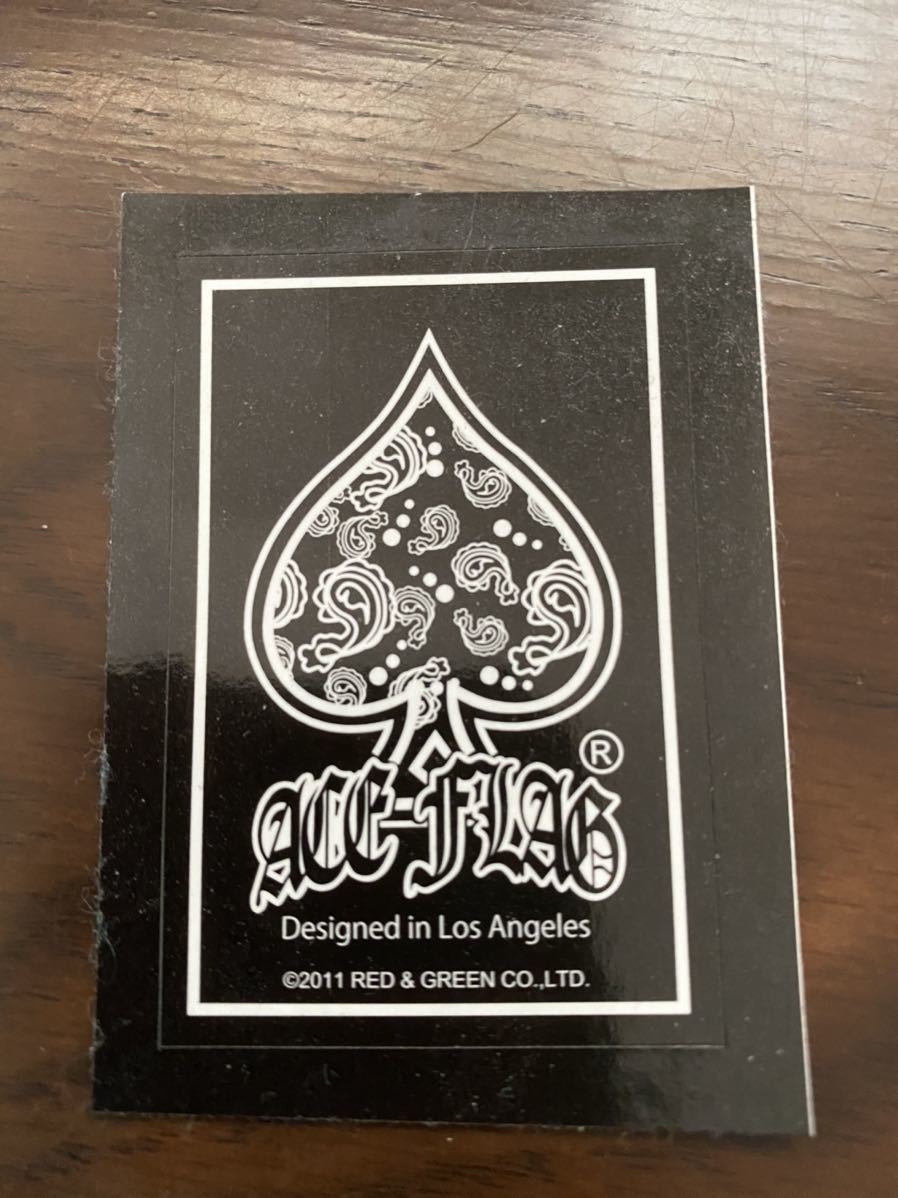 ®
ACE-FLAG
Designed in Los Angeles
©2011 RED & GREEN CO.,LTD.